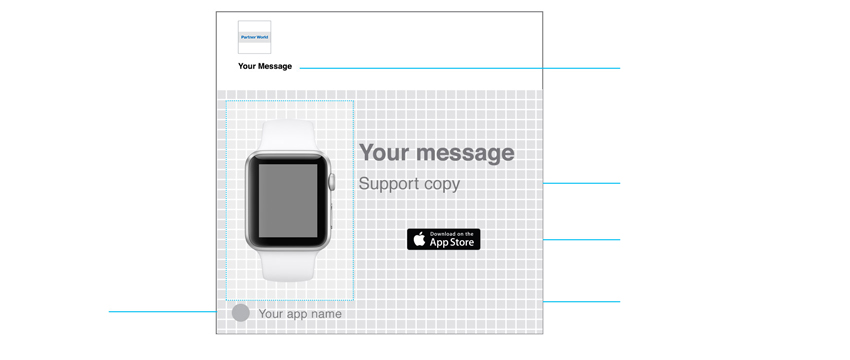 Partner World
Your Message
Your message
Support copy
Download on the
App Store
Your app name